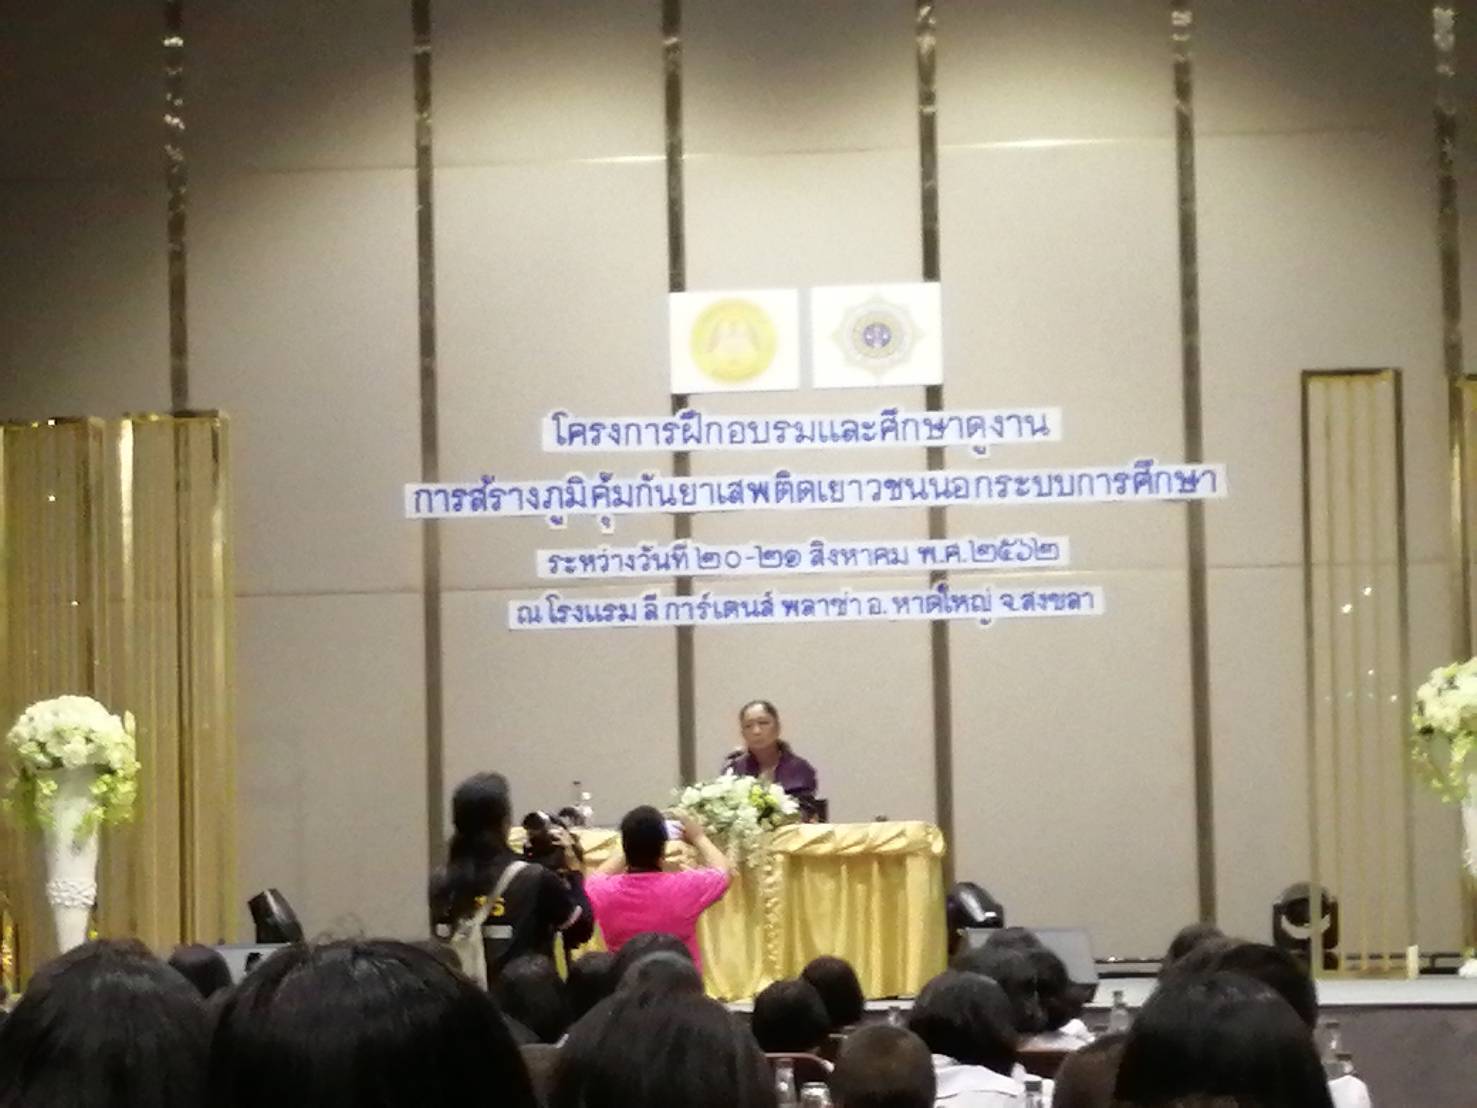 โครงการฝึกอบรมและศึกษาดูงาน
การสร้างภูมิคุ้มกันยาเสพติดเยาวชนนอกระบบการศึกษา
ระหว่างวันที่ ๒๐-๒๑ สิงหาคม พ.ศ.๒๕๖๒
ณ โรงแรม ลี การ์เดนส์ พลาซ่า อ.หาดใหญ่ จ.สงขลา